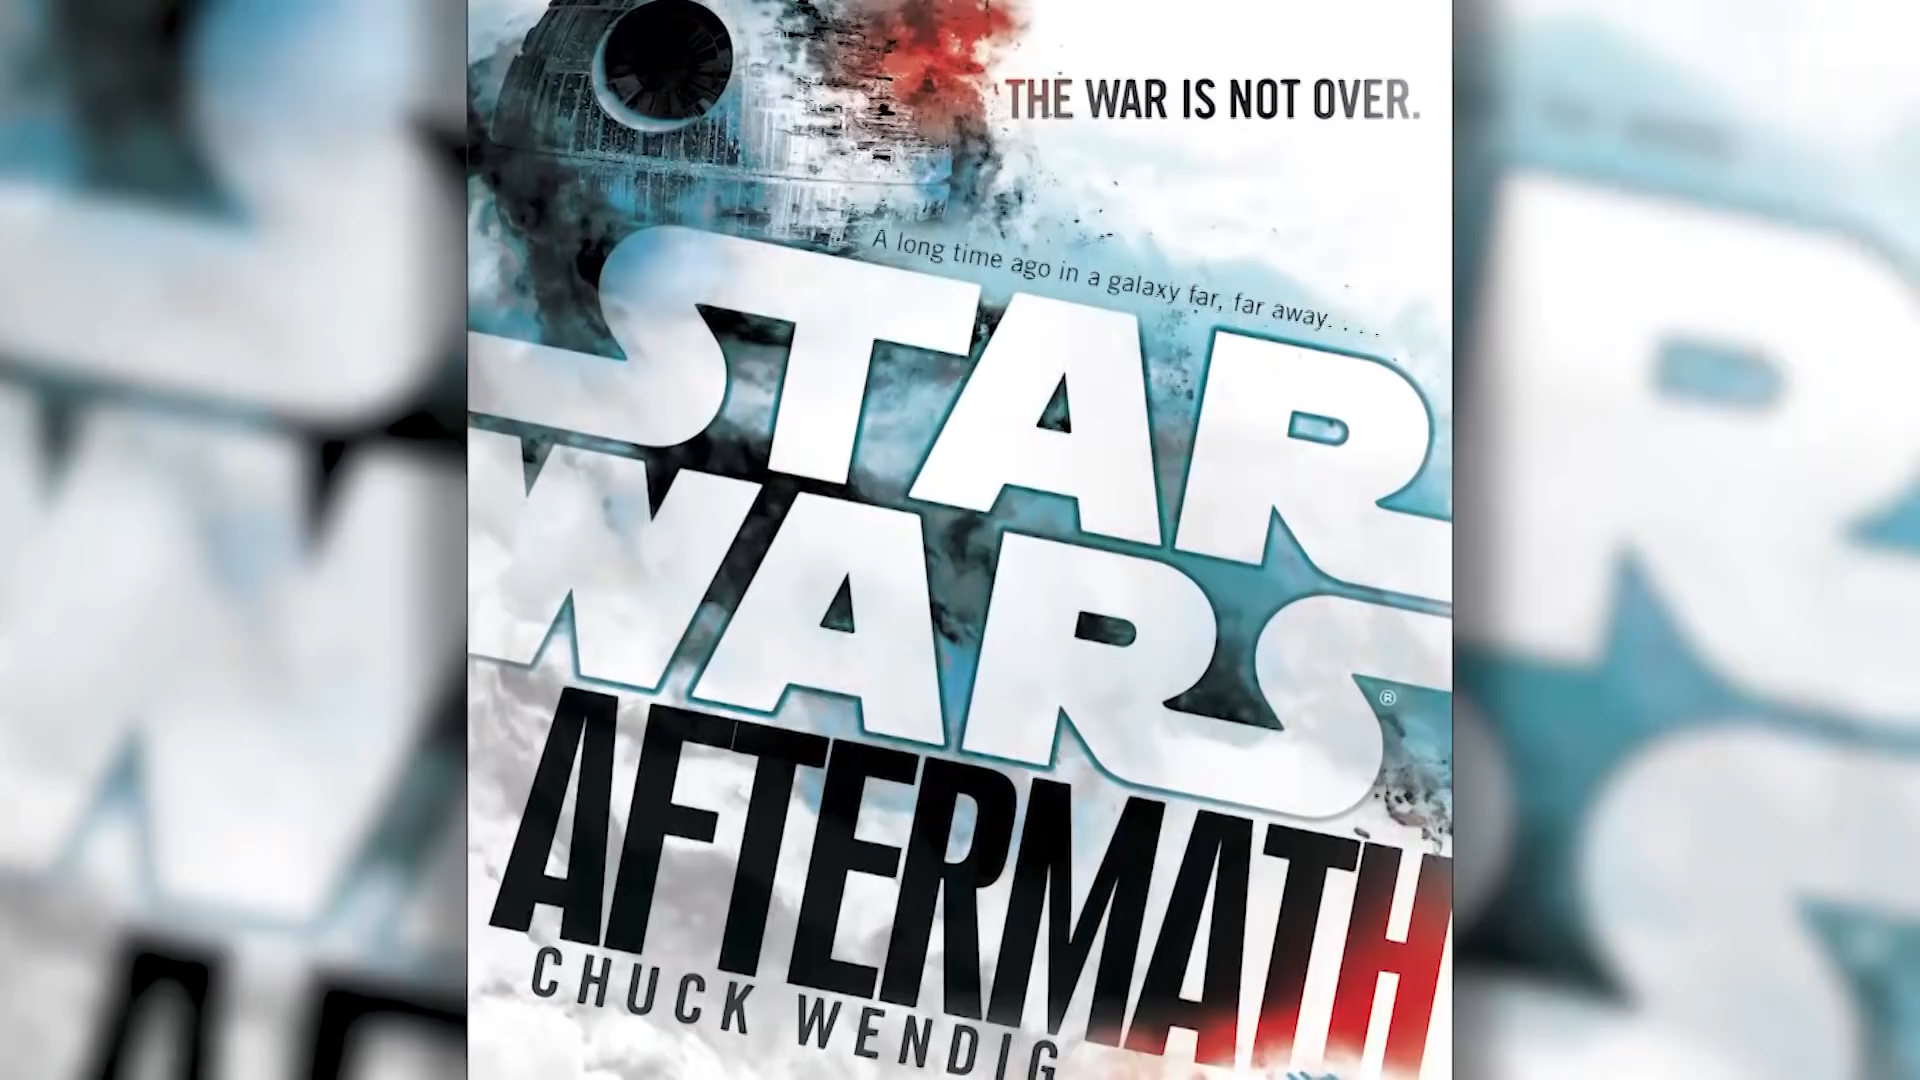 THE WAR IS NOT OVER.
A long time ago in a galaxy far, far away. . . .
STAR
WARS
®
AFTERMATH
CHUCK WENDIG